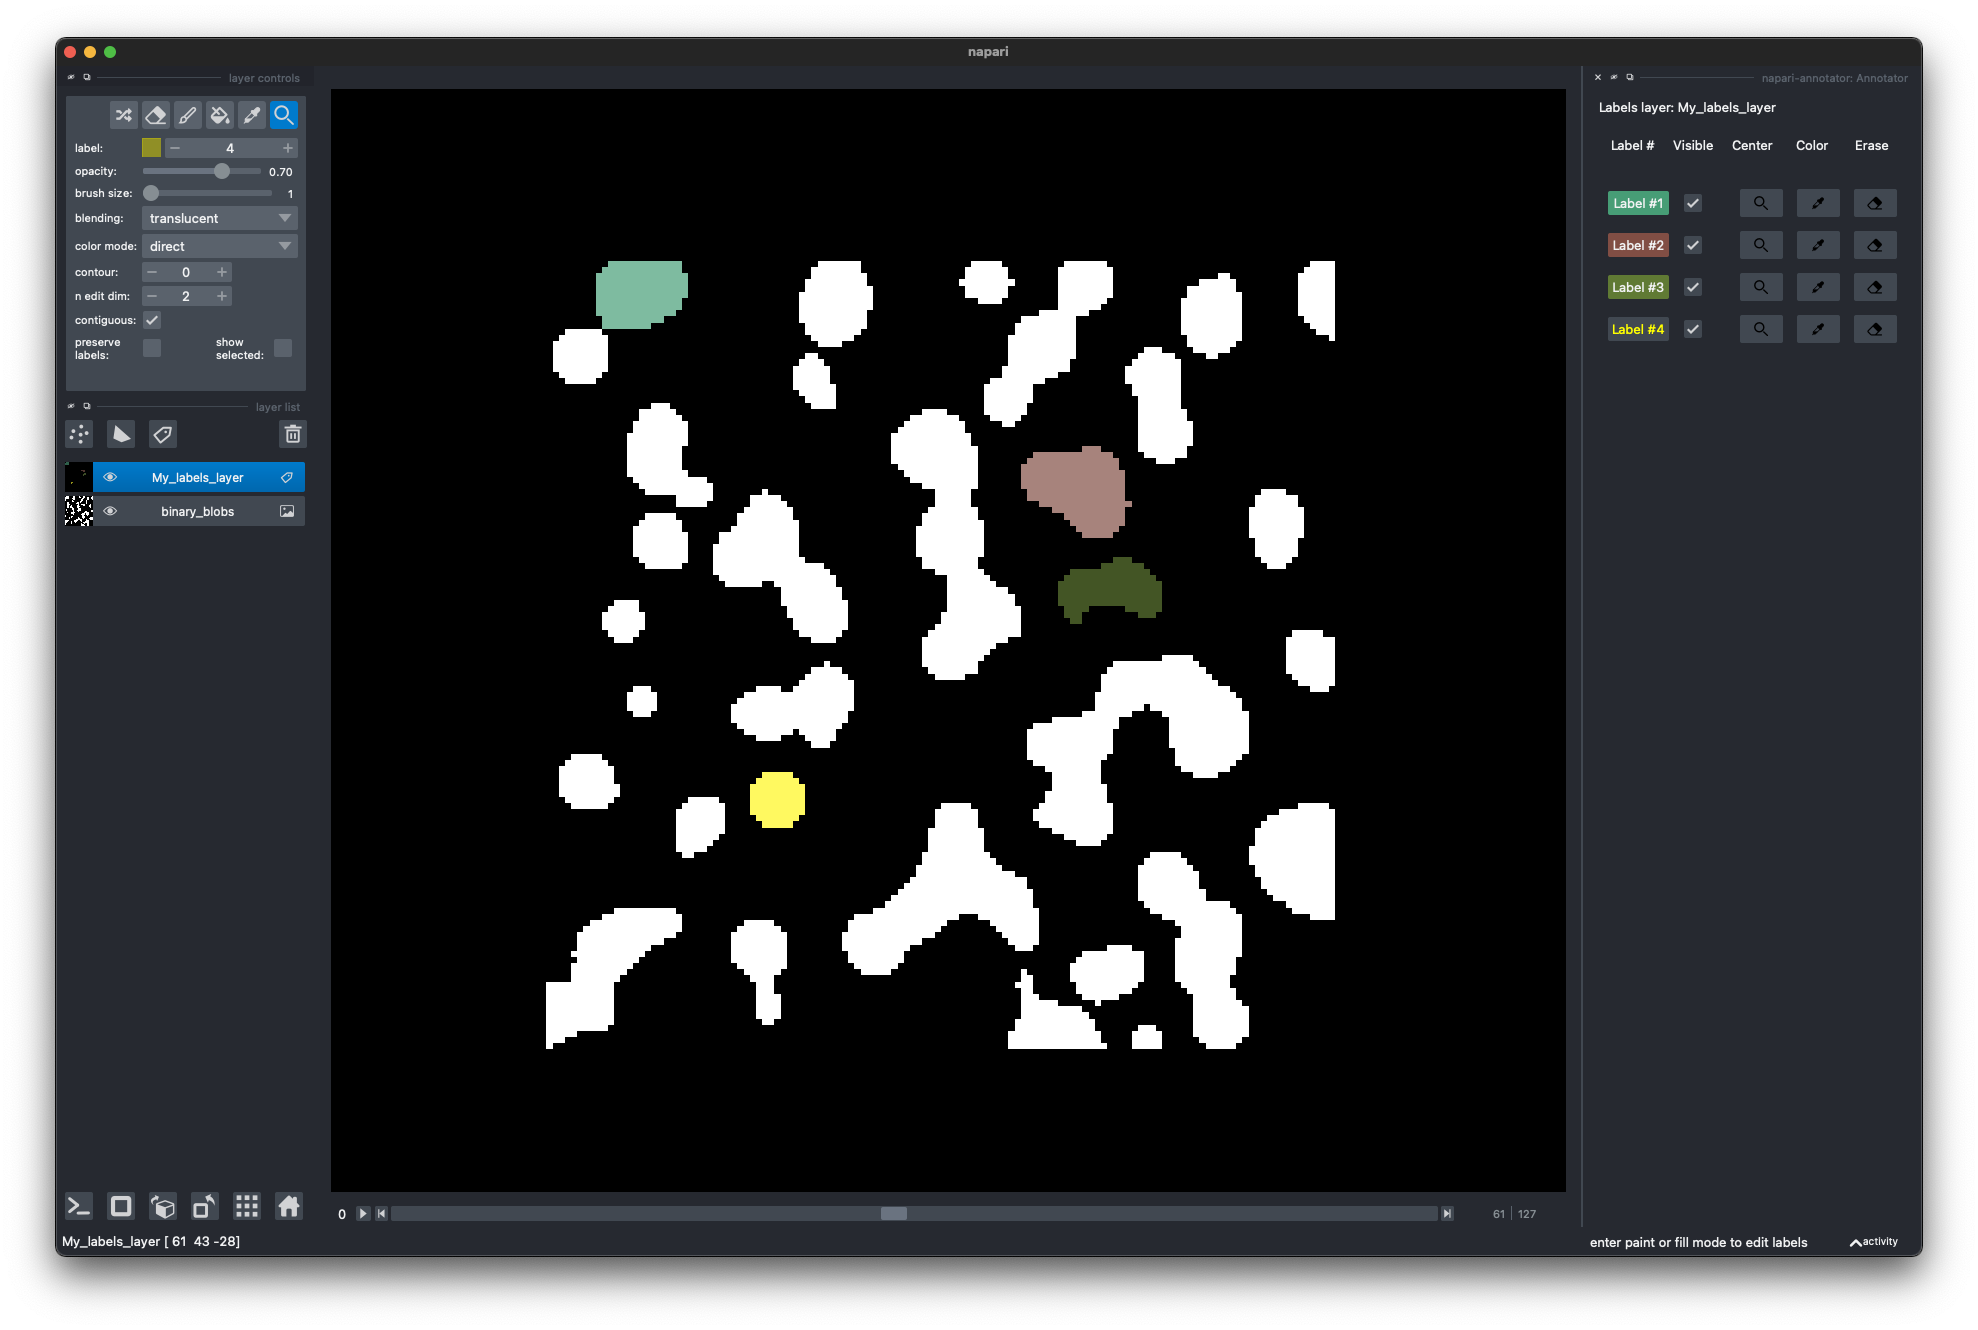 napari
layer controls
label: 4
opacity: 0.70
brush size: 1
blending: translucent
color mode: direct
contour: 0
n edit dim: 2
contiguous:
preserve labels:
show selected:
layer list
My_labels_layer
binary_blobs
0
61 | 127
My_labels_layer [ 61 43 -28]
napari-annotator: Annotator
Labels layer: My_labels_layer
Label # Visible Center Color Erase
Label #1
Label #2
Label #3
Label #4
enter paint or fill mode to edit labels
activity